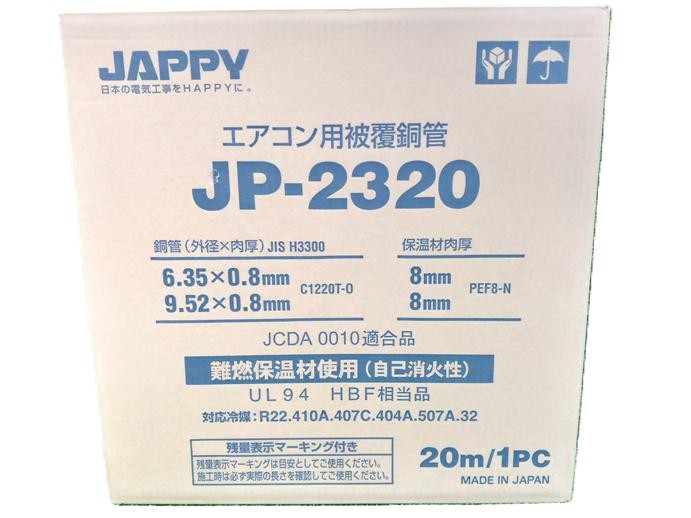 JAPPY
日本の電気工事をHAPPYに。
エアコン用被覆銅管
JP-2320
銅管（外径×肉厚）JIS H3300
保温材肉厚
6.35×0.8mm
9.52×0.8mm
C1220T-O
8mm
8mm
PEF8-N
JCDA 0010適合品
難燃保温材使用（自己消火性）
UL94 HBF相当品
対応冷媒：R22.410A.407C.404A.507A.32
残量表示マーキング付き
残量表示マーキングは目安としてご使用ください。
施工時は必ず実際の長さを確認してご使用ください。
20m/1PC
MADE IN JAPAN